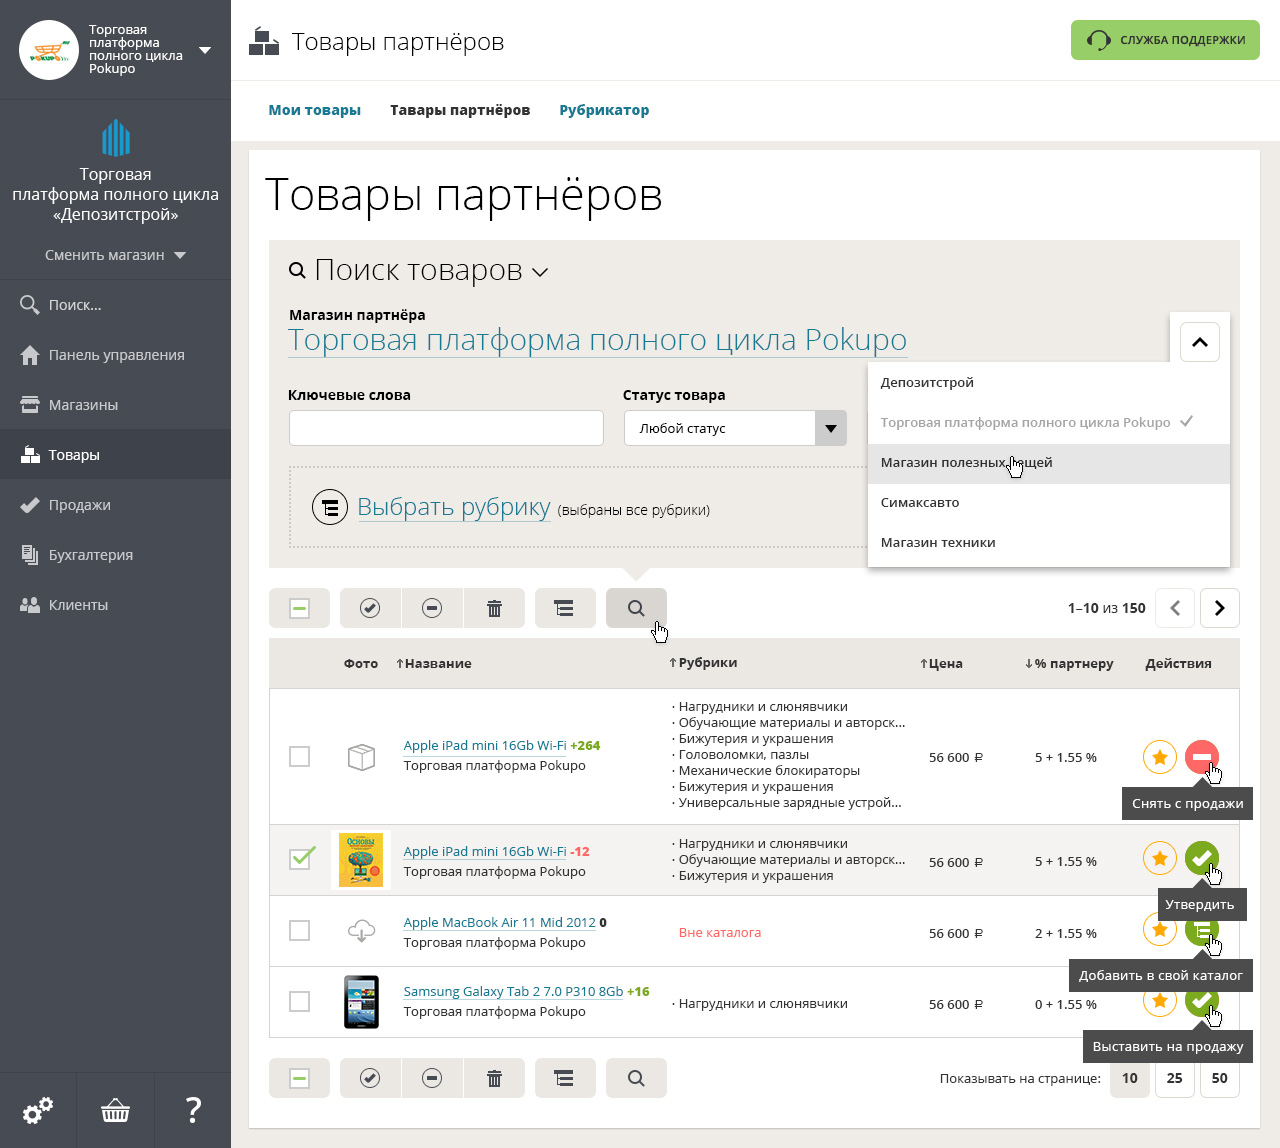 Торговая
платформа
полного цикла
Pokupo
POKUPO
Торговая
платформа полного цикла
«Депозитстрой»
Сменить магазин
Поиск...
Панель управления
Магазины
Товары
Продажи
Бухгалтерия
Клиенты
?
Товары партнёров
СЛУЖБА ПОДДЕРЖКИ
Мои товары Тавары партнёров Рубрикатор
Товары партнёров
Поиск товаров
Магазин партнёра
Торговая платформа полного цикла Pokupo
Депозитстрой
Торговая платформа полного цикла Pokupo
Магазин полезных вещей
Симаксавто
Магазин техники
Ключевые слова
Статус товара
Любой статус
Выбрать рубрику (выбраны все рубрики)
1–10 из 150
Фото ↑Название ↑Рубрики ↑Цена ↓% партнеру Действия
Apple iPad mini 16Gb Wi-Fi +264
Торговая платформа Pokupo
· Нагрудники и слюнявчики
· Обучающие материалы и авторск...
· Бижутерия и украшения
· Головоломки, пазлы
· Механические блокираторы
· Бижутерия и украшения
· Универсальные зарядные устрой...
56 600 ₽
5 + 1.55 %
Снять с продажи
ОСНОВЫ
Apple iPad mini 16Gb Wi-Fi -12
Торговая платформа Pokupo
· Нагрудники и слюнявчики
· Обучающие материалы и авторск...
· Бижутерия и украшения
56 600 ₽
5 + 1.55 %
Утвердить
Apple MacBook Air 11 Mid 2012 0
Торговая платформа Pokupo
Вне каталога
56 600 ₽
2 + 1.55 %
Добавить в свой каталог
Samsung Galaxy Tab 2 7.0 P310 8Gb +16
Торговая платформа Pokupo
· Нагрудники и слюнявчики
56 600 ₽
0 + 1.55 %
Выставить на продажу
Показывать на странице: 10 25 50